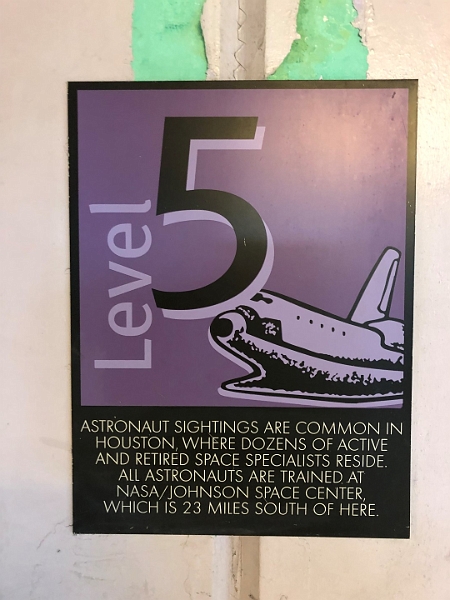 Level 5
ASTRONAUT SIGHTINGS ARE COMMON IN
HOUSTON, WHERE DOZENS OF ACTIVE
AND RETIRED SPACE SPECIALISTS RESIDE.
ALL ASTRONAUTS ARE TRAINED AT
NASA/JOHNSON SPACE CENTER,
WHICH IS 23 MILES SOUTH OF HERE.